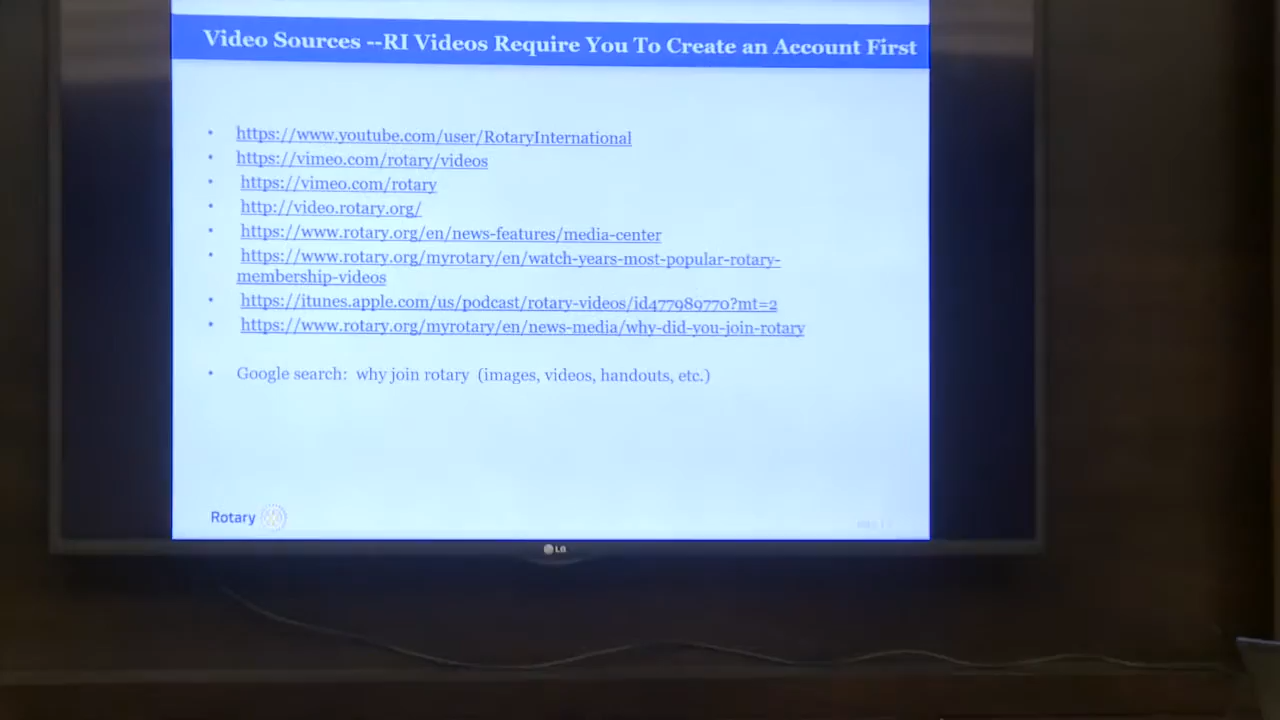 Video Sources --RI Videos Require You To Create an Account First
• https://www.youtube.com/user/RotaryInternational
• https://vimeo.com/rotary/videos
• https://vimeo.com/rotary
• http://video.rotary.org/
• https://www.rotary.org/en/news-features/media-center
• https://www.rotary.org/myrotary/en/watch-years-most-popular-rotary-
membership-videos
• https://itunes.apple.com/us/podcast/rotary-videos/id477989770?mt=2
• https://www.rotary.org/myrotary/en/news-media/why-did-you-join-rotary
• Google search: why join rotary (images, videos, handouts, etc.)
Rotary
LG